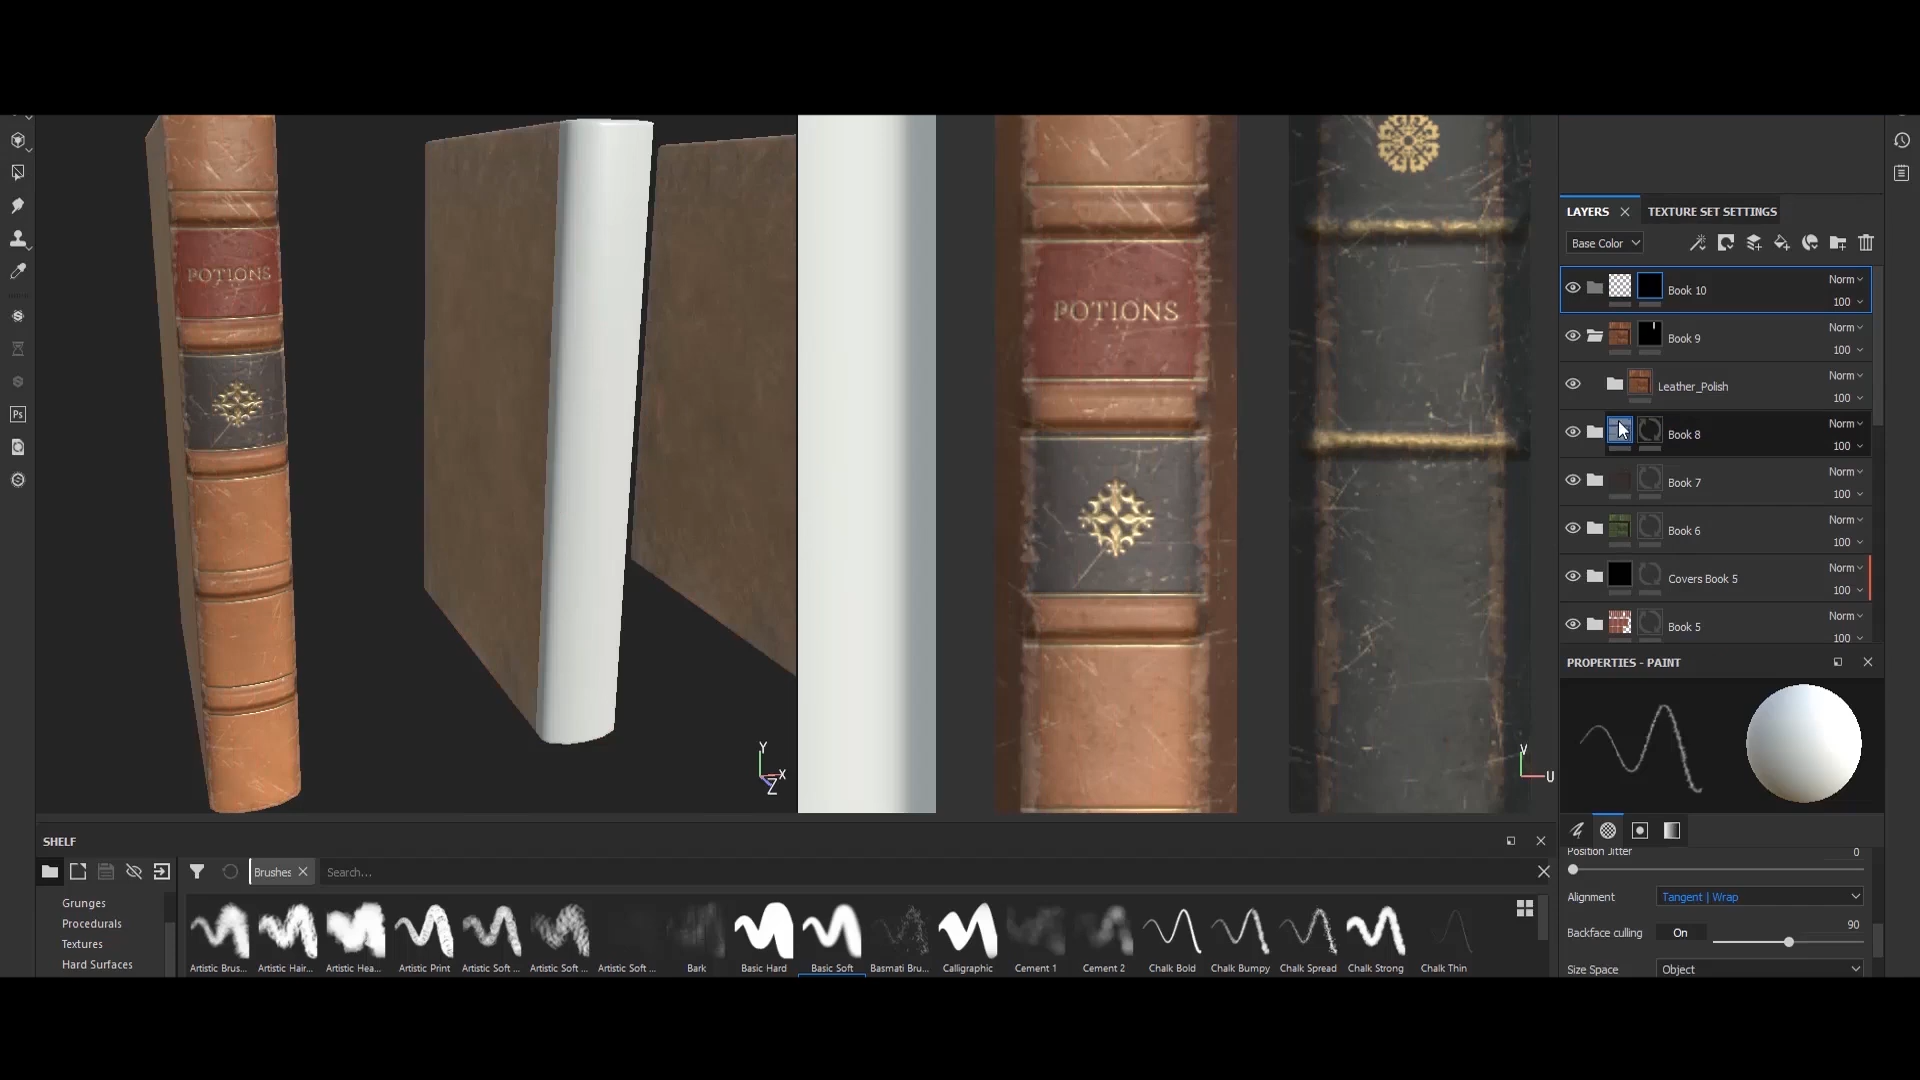 POTIONS
POTIONS
Y
X
Z
V
U
LAYERS
TEXTURE SET SETTINGS
Base Color
Book 10
Norm
100
Book 9
Norm
100
Leather_Polish
Norm
100
Book 8
Norm
100
Book 7
Norm
100
Book 6
Norm
100
Covers Book 5
Norm
100
Book 5
Norm
100
PROPERTIES - PAINT
Position Jitter
0
Alignment
Tangent | Wrap
Backface culling
On
90
Size Space
Object
Ps
SHELF
Brushes
Search...
Grunges
Procedurals
Textures
Hard Surfaces
Artistic Brus...
Artistic Hair...
Artistic Hea...
Artistic Print
Artistic Soft ...
Artistic Soft ...
Artistic Soft ...
Bark
Basic Hard
Basic Soft
Basmati Bru...
Calligraphic
Cement 1
Cement 2
Chalk Bold
Chalk Bumpy
Chalk Spread
Chalk Strong
Chalk Thin